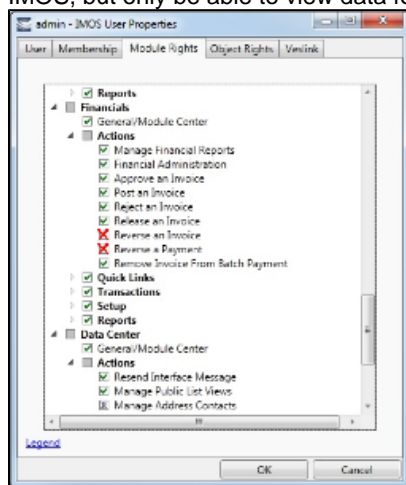 IMOS, but only be able to view data fo
admin - IMOS User Properties
User Membership Module Rights Object Rights Veslink
Reports
Financials
General/Module Center
Actions
Manage Financial Reports
Financial Administration
Approve an Invoice
Post an Invoice
Reject an Invoice
Release an Invoice
Reverse an Invoice
Reverse a Payment
Remove Invoice From Batch Payment
Quick Links
Transactions
Setup
Reports
Data Center
General/Module Center
Actions
Resend Interface Message
Manage Public List Views
Manage Address Contacts
Legend
OK Cancel